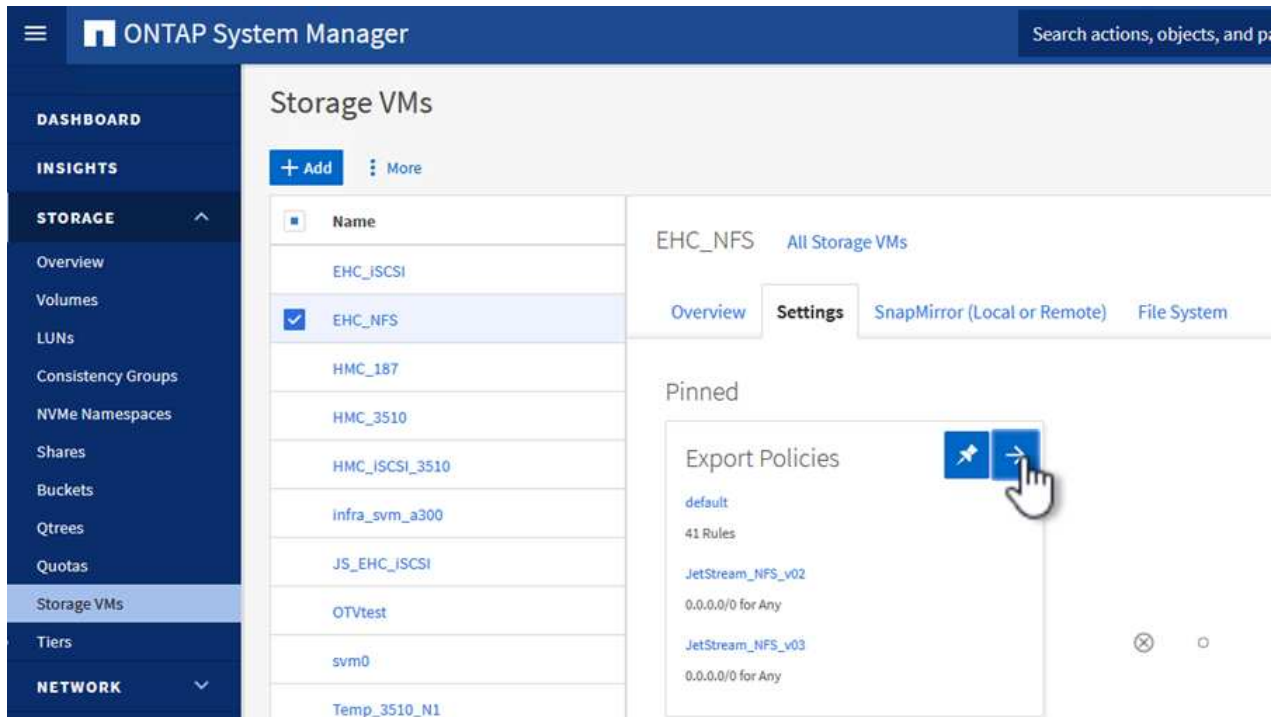 ONTAP System Manager
Search actions, objects, and pa
DASHBOARD
INSIGHTS
STORAGE
Overview
Volumes
LUNs
Consistency Groups
NVMe Namespaces
Shares
Buckets
Qtrees
Quotas
Storage VMs
Tiers
NETWORK
Storage VMs
+ Add
More
Name
EHC_iSCSI
EHC_NFS
HMC_187
HMC_3510
HMC_iSCSI_3510
infra_svm_a300
JS_EHC_iSCSI
OTVtest
svm0
Temp_3510_N1
EHC_NFS All Storage VMs
Overview Settings SnapMirror (Local or Remote) File System
Pinned
Export Policies
default
41 Rules
JetStream_NFS_v02
0.0.0.0/0 for Any
JetStream_NFS_v03
0.0.0.0/0 for Any